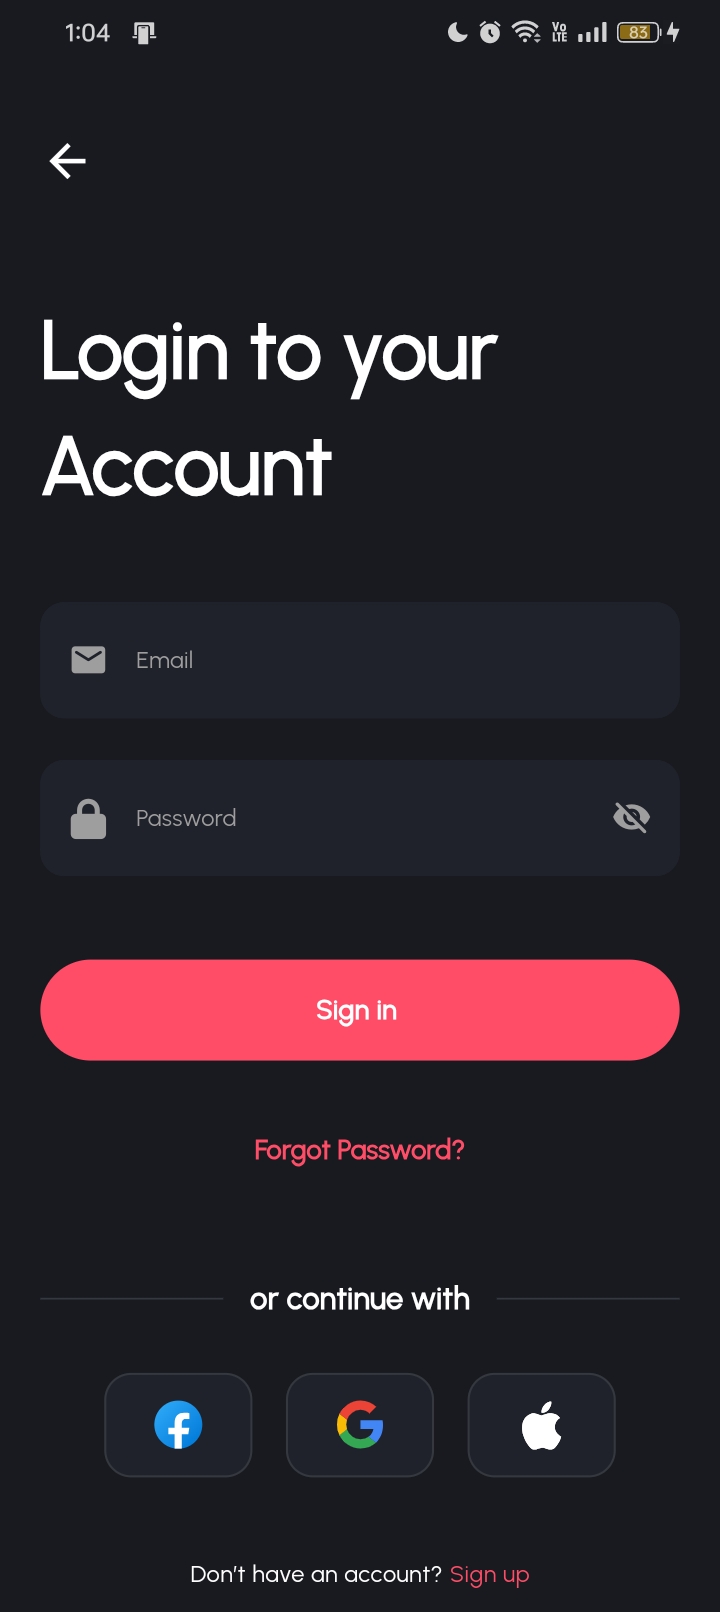 1:04
Vo
LTE
83
Login to your
Account
Email
Password
Sign in
Forgot Password?
or continue with
Don't have an account? Sign up